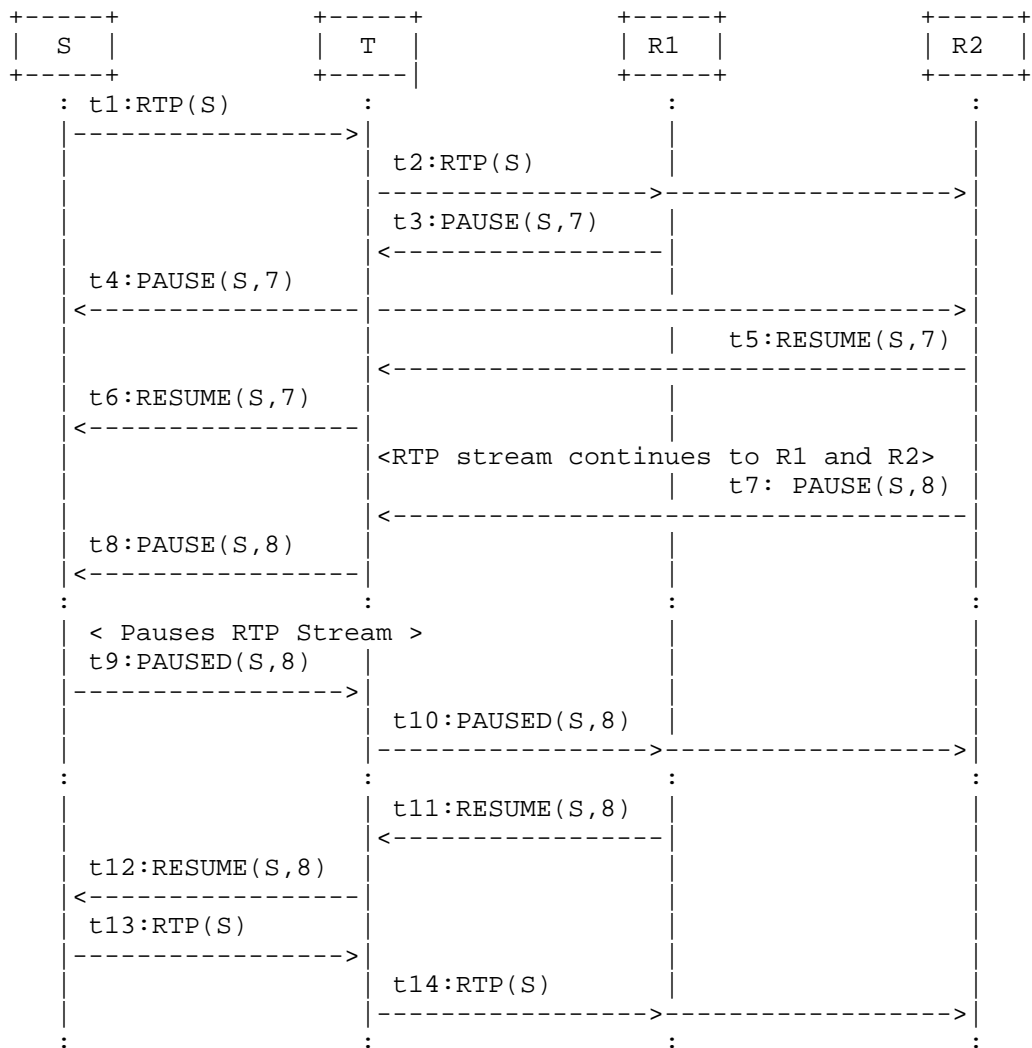 S T R1 R2
t1:RTP(S)
t2:RTP(S)
t3:PAUSE(S,7)
t4:PAUSE(S,7)
t5:RESUME(S,7)
t6:RESUME(S,7)
<RTP stream continues to R1 and R2>
t7: PAUSE(S,8)
t8:PAUSE(S,8)
< Pauses RTP Stream >
t9:PAUSED(S,8)
t10:PAUSED(S,8)
t11:RESUME(S,8)
t12:RESUME(S,8)
t13:RTP(S)
t14:RTP(S)